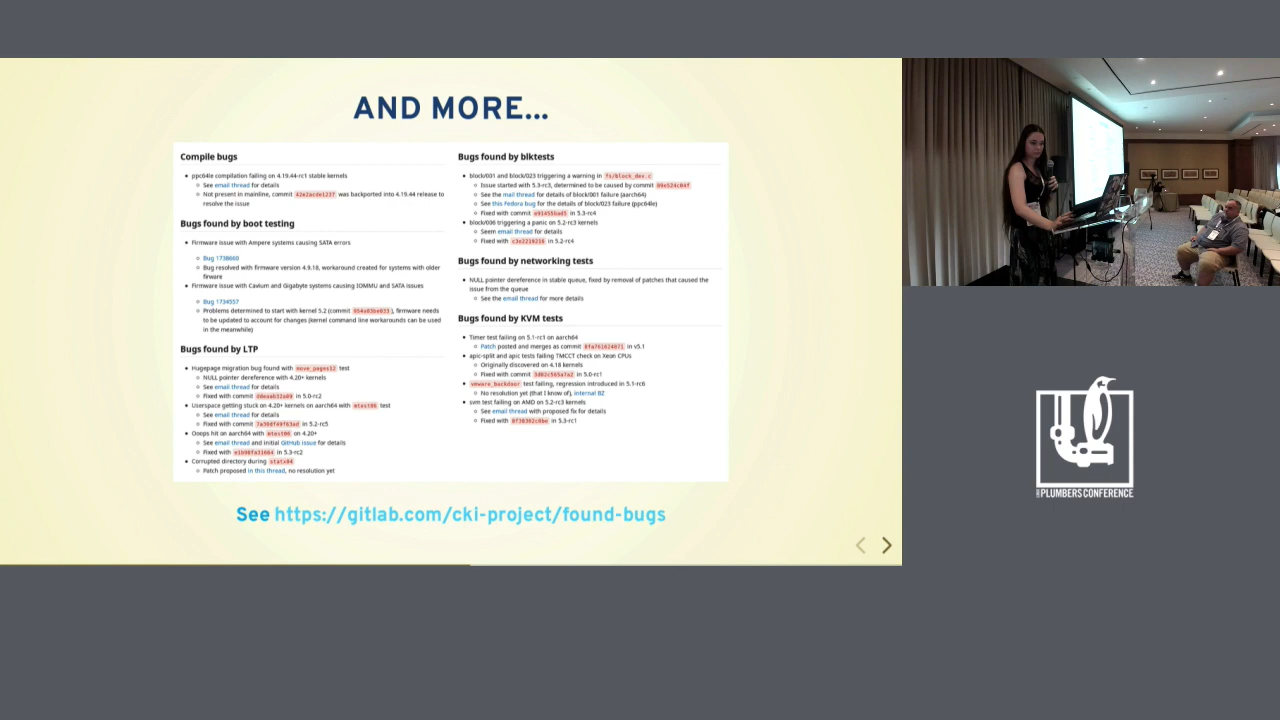 AND MORE...
Compile bugs
ppc64le compilation failing on 4.19.44-rc1 stable kernels
See email thread for details
Not present in mainline, commit 42e2acde1237 was backported into 4.19.44 release to
resolve the issue
Bugs found by boot testing
Firmware issue with Ampere systems causing SATA errors
Bug 1738660
Bug resolved with firmware version 4.9.18, workaround created for systems with older
firware
Firmware issue with Cavium and Gigabyte systems causing IOMMU and SATA issues
Bug 1734557
Problems determined to start with kernel 5.2 (commit 954a03be033), firmware needs
to be updated to account for changes (kernel command line workarounds can be used
in the meanwhile)
Bugs found by LTP
Hugepage migration bug found with move_pages12 test
NULL pointer dereference with 4.20+ kernels
See email thread for details
Fixed with commit in 5.0-rc2
Userspace getting stuck on 4.20+ kernels on aarch64 with mtest06 test
See email thread for details
Fixed with commit 7a30df49f63ad in 5.2-rc5
Ooops hit on aarch64 with mtest06 on 4.20+
See email thread and initial GitHub issue for details
Fixed with e1b98fa31664 in 5.3-rc2
Corrupted directory during statx04
Patch proposed in this thread, no resolution yet
Bugs found by blktests
block/001 and block/023 triggering a warning in fs/block_dev.c
Issue started with 5.3-rc3, determined to be caused by commit 89e524c04f
See the mail thread for details of block/001 failure (aarch64)
See this Fedora bug for the details of block/023 failure (ppc64le)
Fixed with commit e91455bad5 in 5.3-rc4
block/006 triggering a panic on 5.2-rc3 kernels
Seem email thread for details
Fixed with c3e2219216 in 5.2-rc4
Bugs found by networking tests
NULL pointer dereference in stable queue, fixed by removal of patches that caused the
issue from the queue
See the email thread for more details
Bugs found by KVM tests
Timer test failing on 5.1-rc1 on aarch64
Patch posted and merges as commit 8fa761624871 in v5.1
apic-split and apic tests failing TMCCT check on Xeon CPUs
Originally discovered on 4.18 kernels
Fixed with commit in 5.0-rc1
vmware_backdoor test failing, regression introduced in 5.1-rc6
No resolution yet (that I know of), internal BZ
svm test failing on AMD on 5.2-rc3 kernels
See email thread with proposed fix for details
Fixed with 8f38302c0be in 5.3-rc1
See https://gitlab.com/cki-project/found-bugs
PLUMBERS CONFERENCE